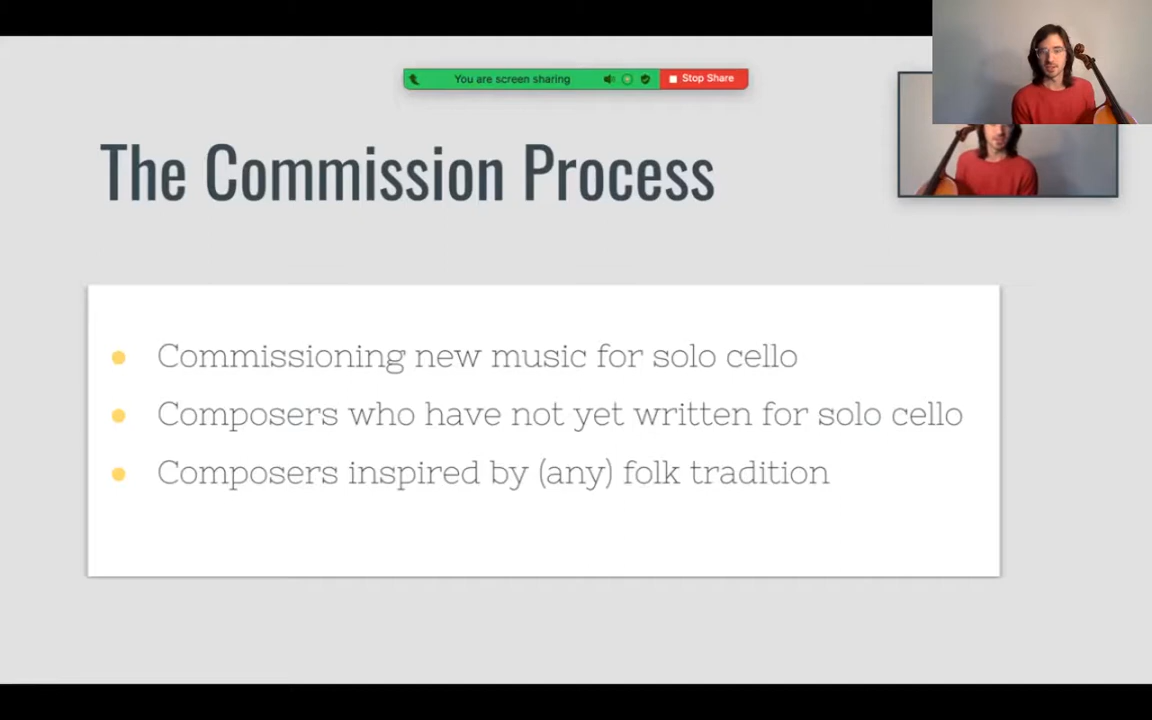 You are screen sharing
Stop Share
The Commission Process
Commissioning new music for solo cello
Composers who have not yet written for solo cello
Composers inspired by (any) folk tradition